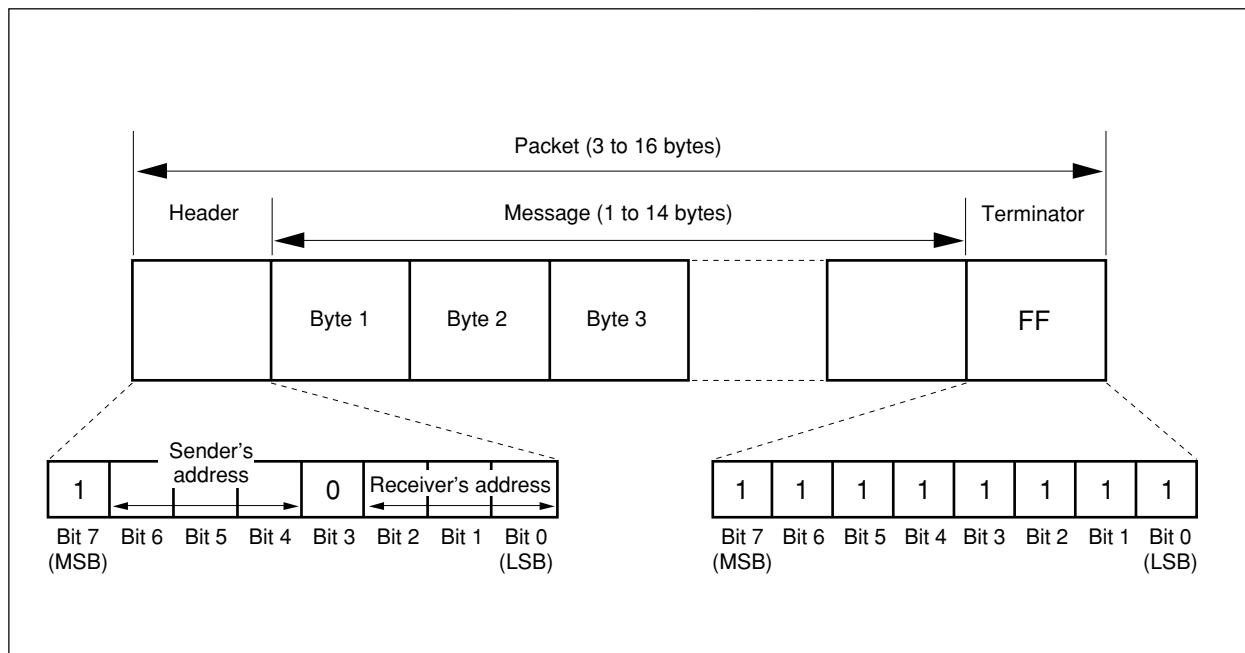 Packet (3 to 16 bytes)
Header Message (1 to 14 bytes) Terminator
Byte 1 Byte 2 Byte 3 FF
Sender's
address
1 0 Receiver's address
Bit 7 Bit 6 Bit 5 Bit 4 Bit 3 Bit 2 Bit 1 Bit 0
(MSB) (LSB)
1 1 1 1 1 1 1 1
Bit 7 Bit 6 Bit 5 Bit 4 Bit 3 Bit 2 Bit 1 Bit 0
(MSB) (LSB)